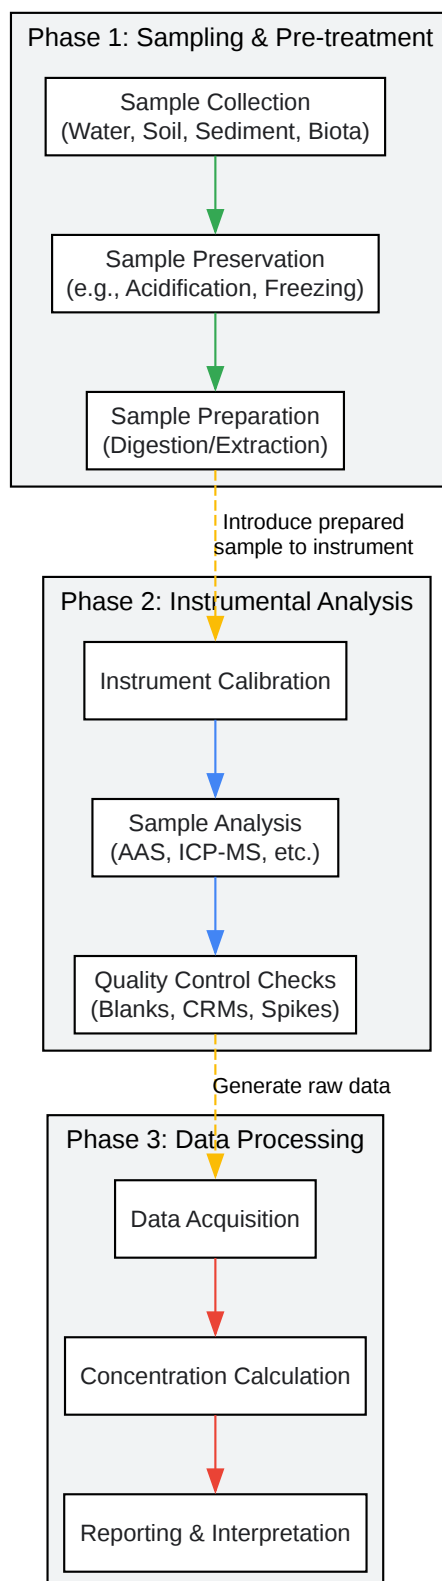 Phase 1: Sampling & Pre-treatment
Sample Collection
(Water, Soil, Sediment, Biota)
Sample Preservation
(e.g., Acidification, Freezing)
Sample Preparation
(Digestion/Extraction)
Introduce prepared
sample to instrument
Phase 2: Instrumental Analysis
Instrument Calibration
Sample Analysis
(AAS, ICP-MS, etc.)
Quality Control Checks
(Blanks, CRMs, Spikes)
Generate raw data
Phase 3: Data Processing
Data Acquisition
Concentration Calculation
Reporting & Interpretation